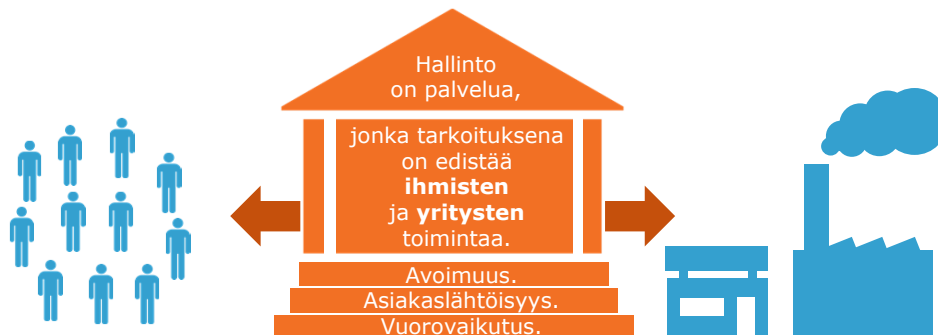 Hallinto
on palvelua,
jonka tarkoituksena
on edistää
ihmisten
ja yritysten
toimintaa.
Avoimuus.
Asiakaslähtöisyys.
Vuorovaikutus.